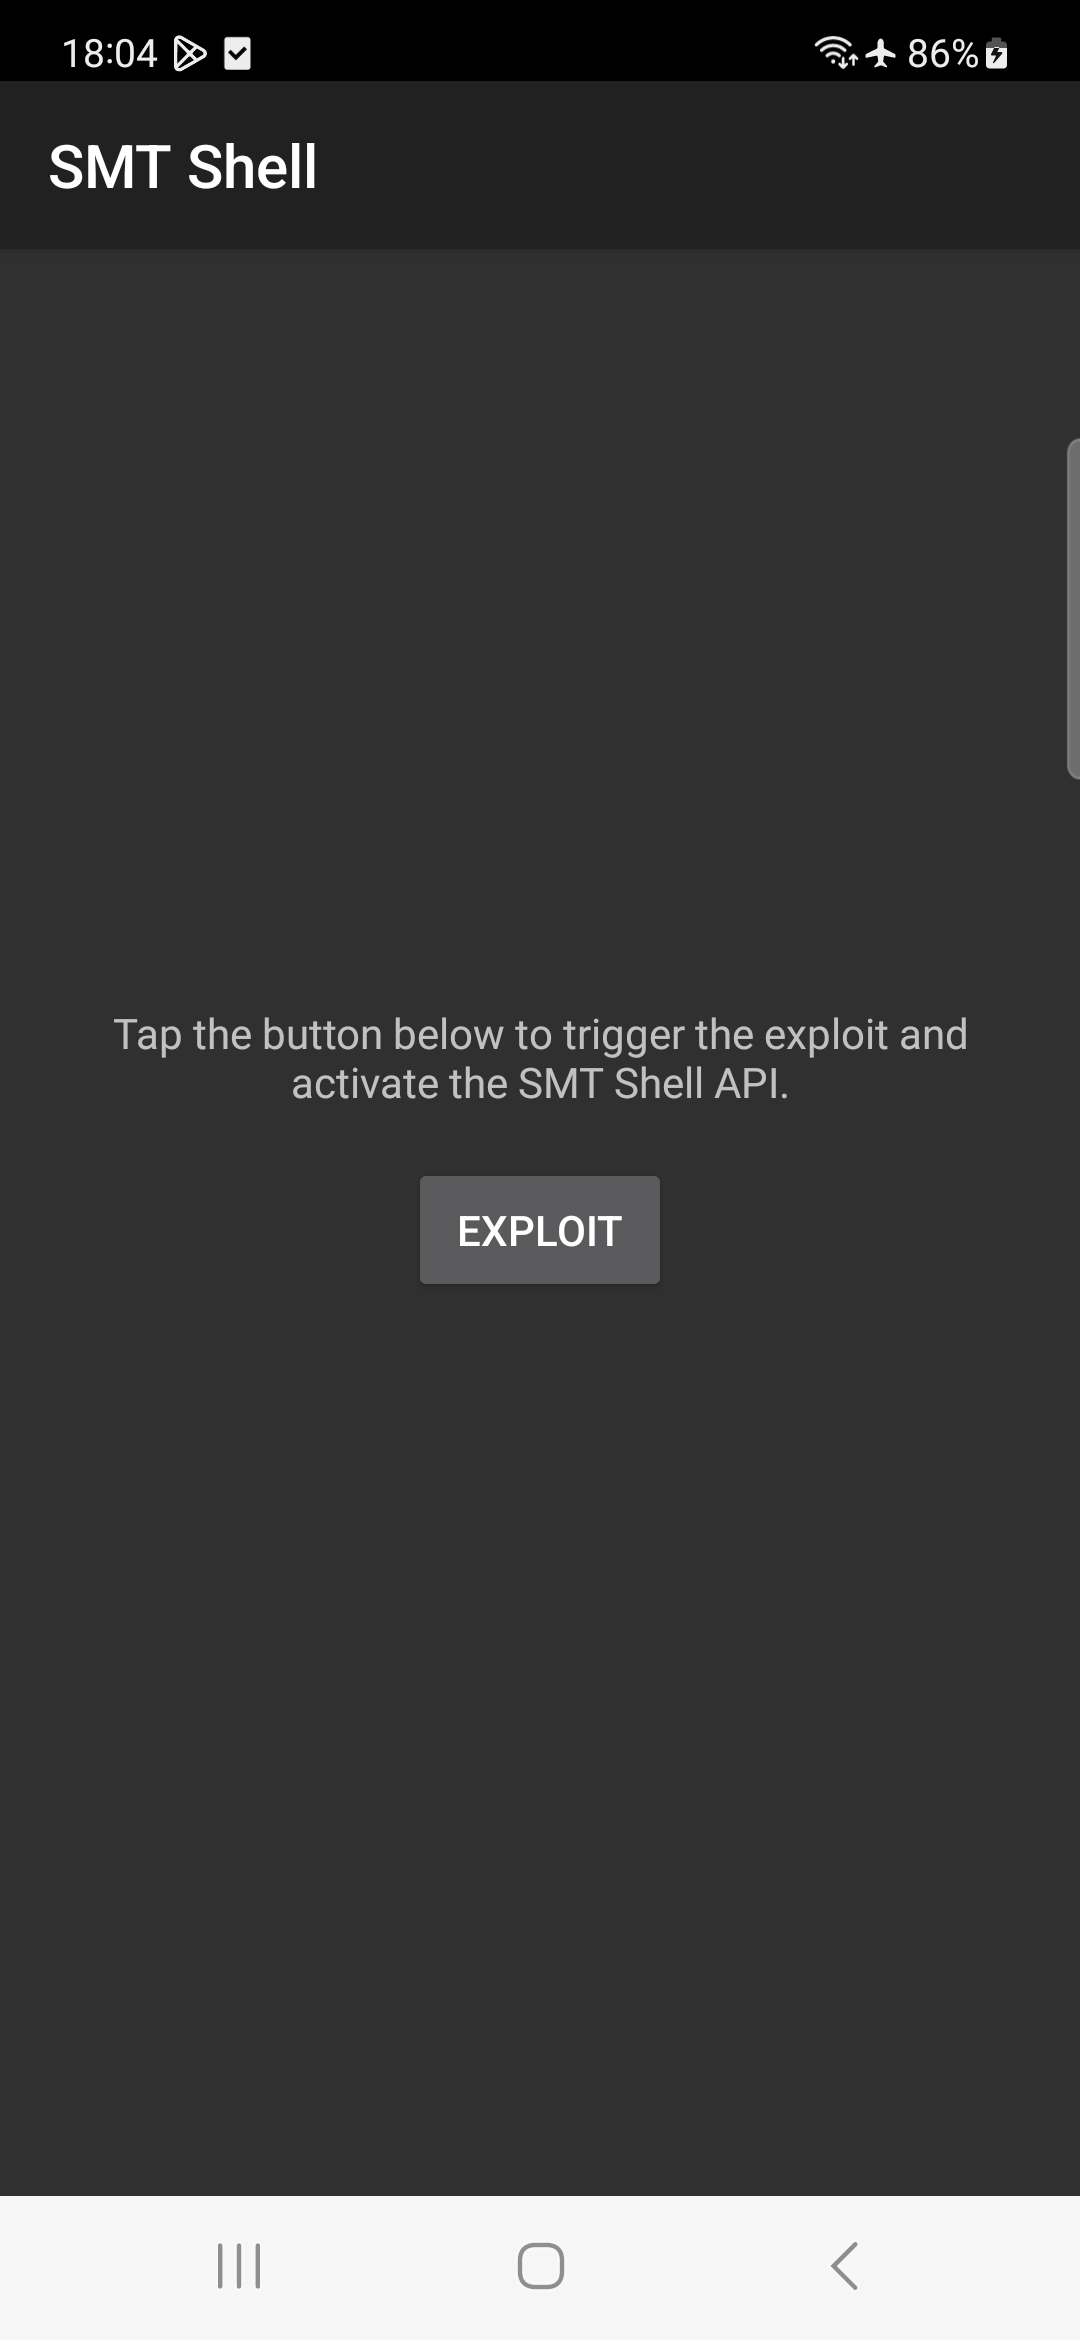 18:04
86%
SMT Shell
Tap the button below to trigger the exploit and
activate the SMT Shell API.
EXPLOIT